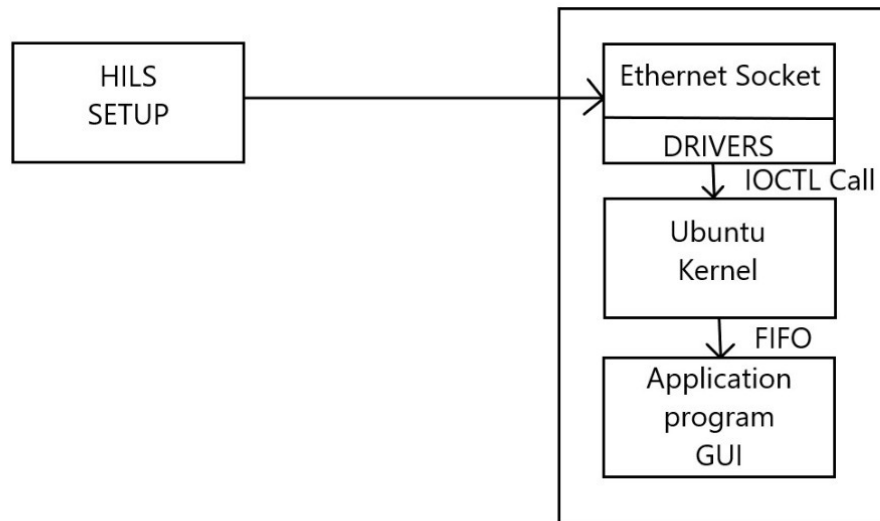 HILS
SETUP
Ethernet Socket
DRIVERS
IOCTL Call
Ubuntu
Kernel
FIFO
Application
program
GUI